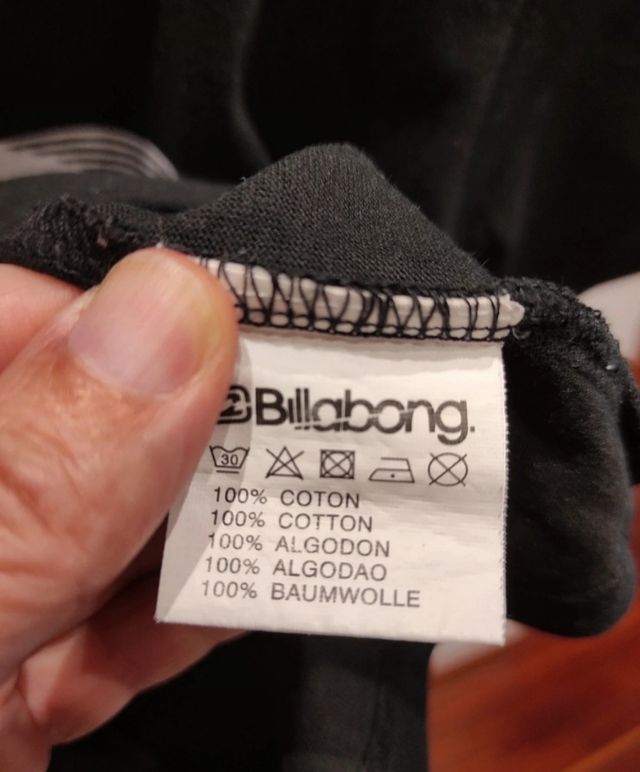 Billabong.
30
100% COTON
100% COTTON
100% ALGODON
100% ALGODAO
100% BAUMWOLLE